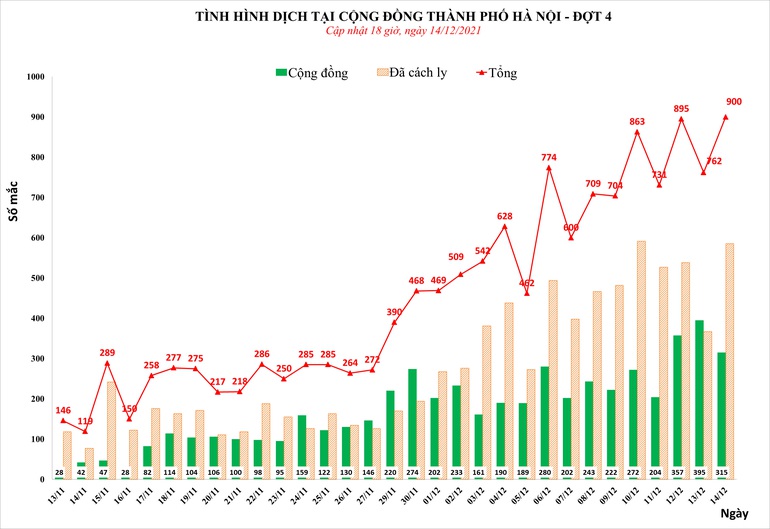 TÌNH HÌNH DỊCH TẠI CỘNG ĐỒNG THÀNH PHỐ HÀ NỘI - ĐỢT 4
Cập nhật 18 giờ, ngày 14/12/2021
Cộng đồng Đã cách ly Tổng
Số mắc
1000
900
800
700
600
500
400
300
200
100
0
146 119 289 150 258 277 275 217 218 286 250 285 285 264 272 390 468 469 509 542 628 462 774 600 709 704 863 731 895 762 900
28 42 47 28 82 114 104 106 100 98 95 159 122 130 146 220 274 202 233 161 190 189 280 202 243 222 272 204 357 395 315
13/11 14/11 15/11 16/11 17/11 18/11 19/11 20/11 21/11 22/11 23/11 24/11 25/11 26/11 27/11 29/11 30/11 01/12 02/12 03/12 04/12 05/12 06/12 07/12 08/12 09/12 10/12 11/12 12/12 13/12 14/12
Ngày